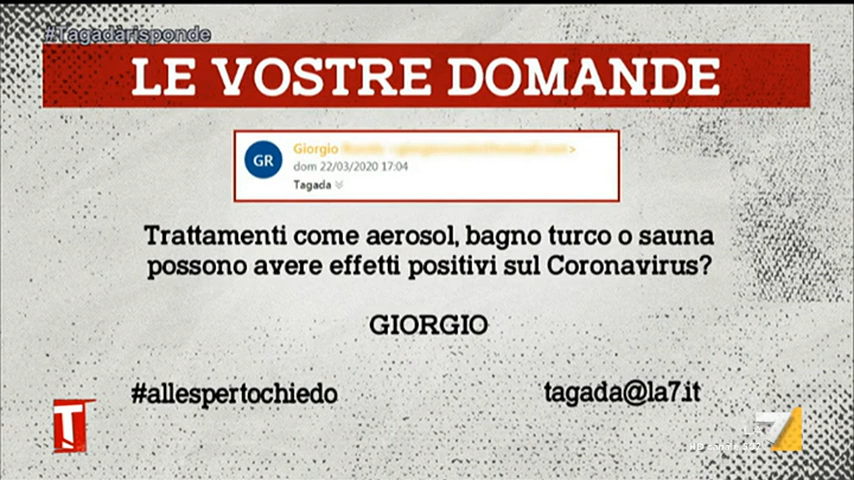 #Tagadàrisponde
LE VOSTRE DOMANDE
GR
Giorgio
dom 22/03/2020 17:04
Tagada
Trattamenti come aerosol, bagno turco o sauna
possono avere effetti positivi sul Coronavirus?
GIORGIO
#allespertochiedo
tagada@la7.it
T
7